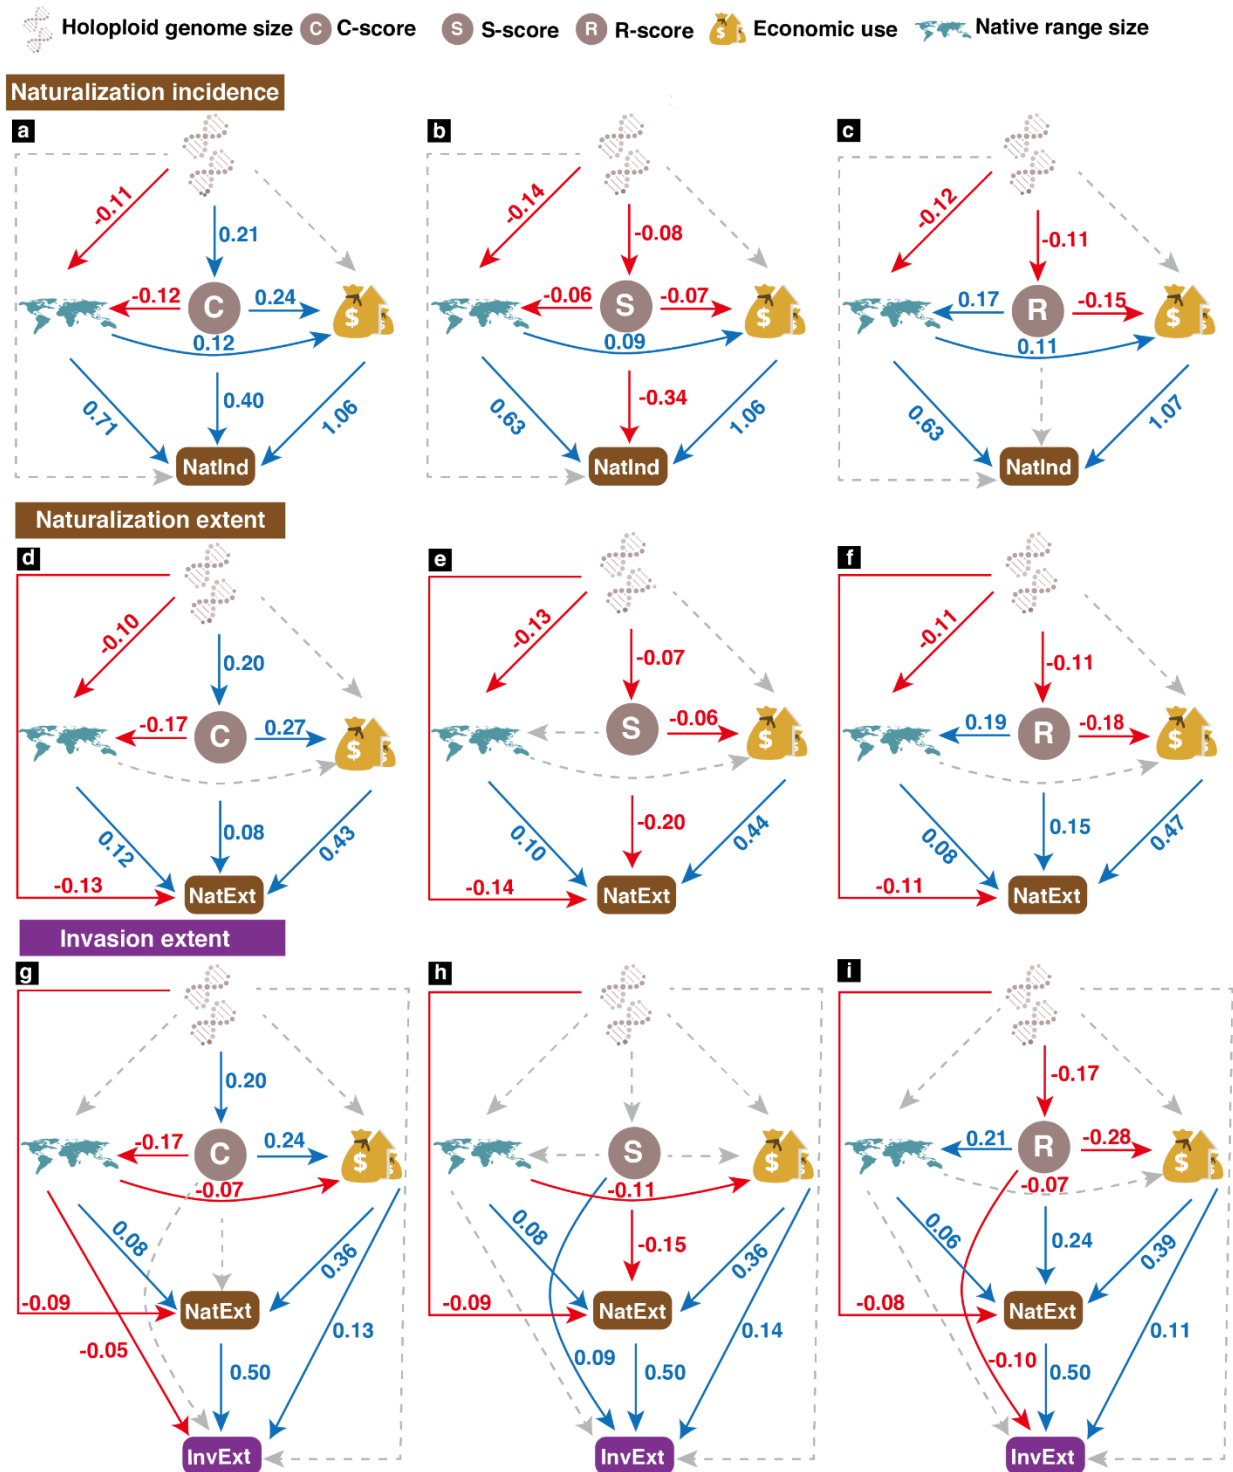 Holoploid genome size C C-score S S-score R R-score $ Economic use Native range size
Naturalization incidence
a b c
-0.11 -0.14 -0.12
0.21 -0.08 -0.11
-0.12 C 0.24 $ -0.06 S -0.07 $ 0.17 R -0.15 $
0.12 0.09 0.11
0.71 0.40 1.06 0.63 -0.34 1.06 0.63 1.07
NatInd NatInd NatInd
Naturalization extent
d e f
-0.10 -0.13 -0.11
0.20 -0.07 -0.11
-0.17 C 0.27 $ S -0.06 $ 0.19 R -0.18 $
0.12 0.08 0.43 0.10 -0.20 0.44 0.08 0.15 0.47
-0.13 NatExt -0.14 NatExt -0.11 NatExt
Invasion extent
g h i
0.20 -0.17
-0.17 C 0.24 $ S $ 0.21 R -0.28 $
-0.07 -0.11 -0.07
0.08 0.36 0.08 -0.15 0.36 0.06 0.24 0.39
-0.09 NatExt -0.09 NatExt -0.08 NatExt
-0.05 0.50 0.13 0.09 0.50 0.14 -0.10 0.50 0.11
InvExt InvExt InvExt